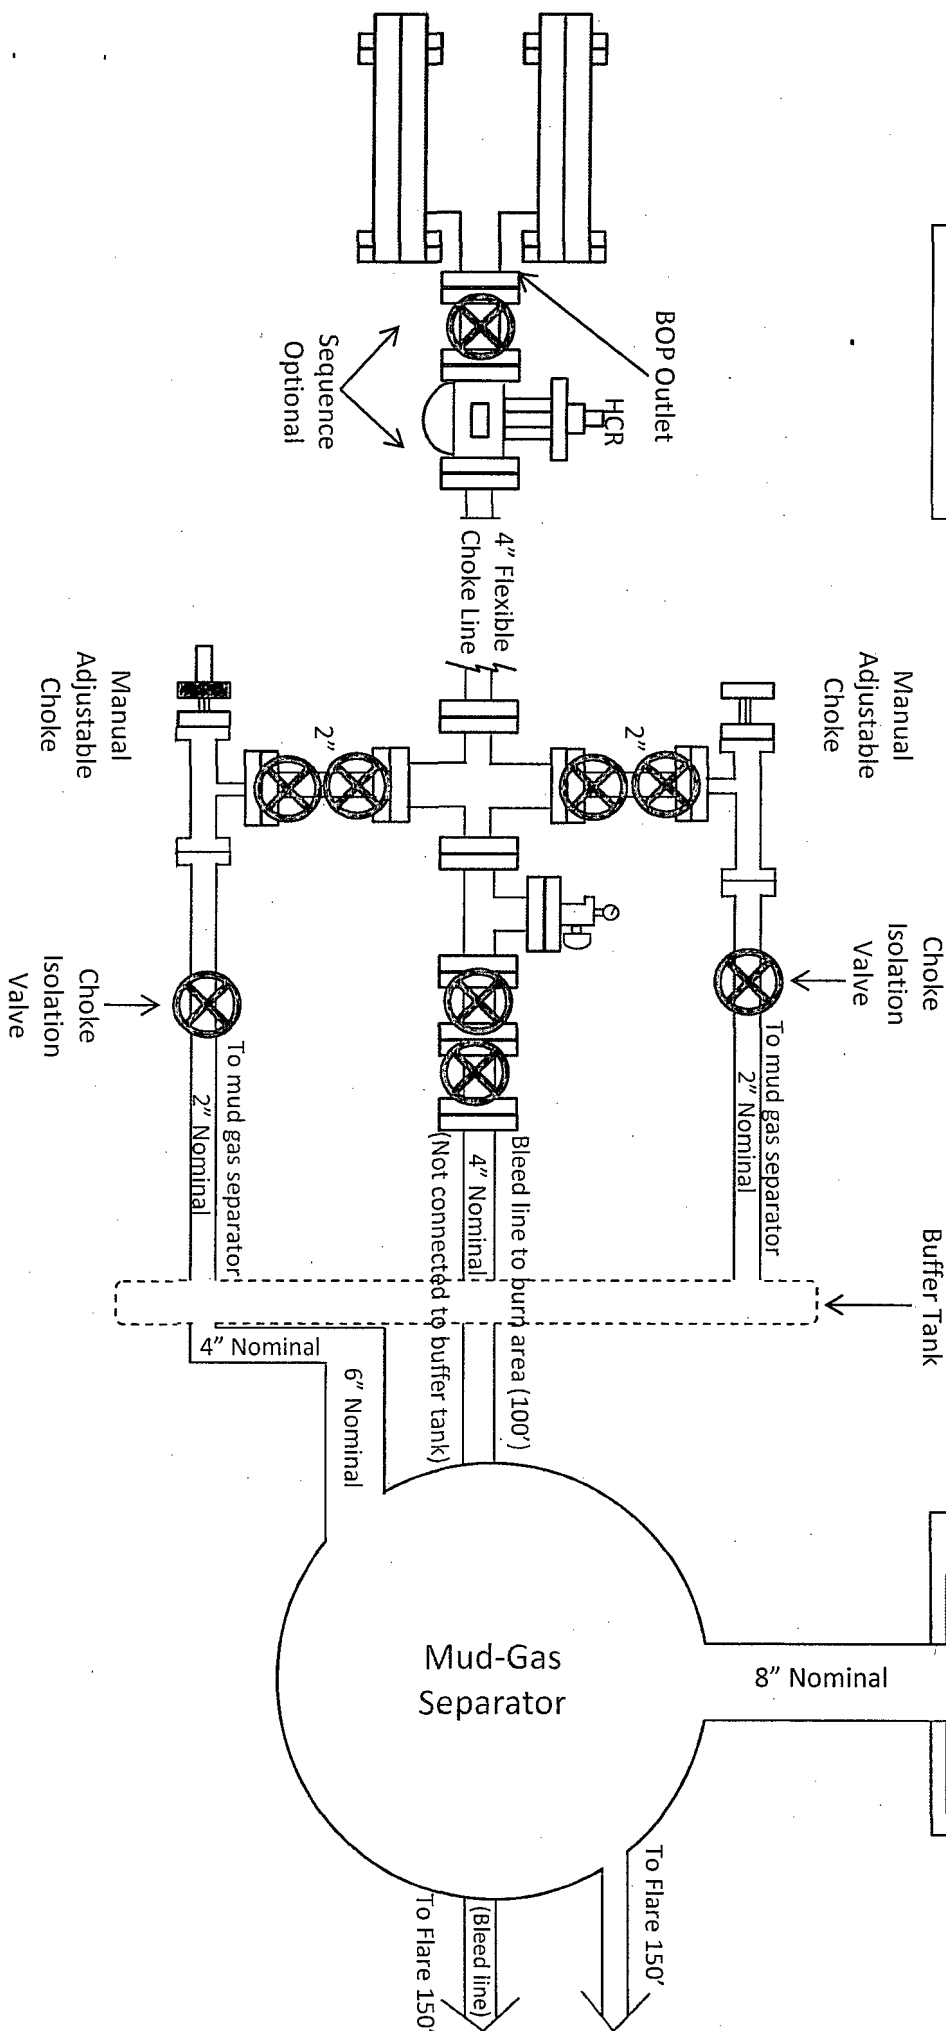 BOP Outlet
HCR
Sequence
Optional
4” Flexible
Choke Line
Manual
Adjustable
Choke
Manual
Adjustable
Choke
2”
2”
Choke
Isolation
Valve
Choke
Isolation
Valve
To mud gas separator
2” Nominal
To mud gas separator
2” Nominal
Bleed line to burn area (100’)
4” Nominal
(Not connected to buffer tank)
Buffer Tank
4” Nominal
6” Nominal
Mud-Gas
Separator
8” Nominal
To Flare 150’
(Bleed line)
To Flare 150’